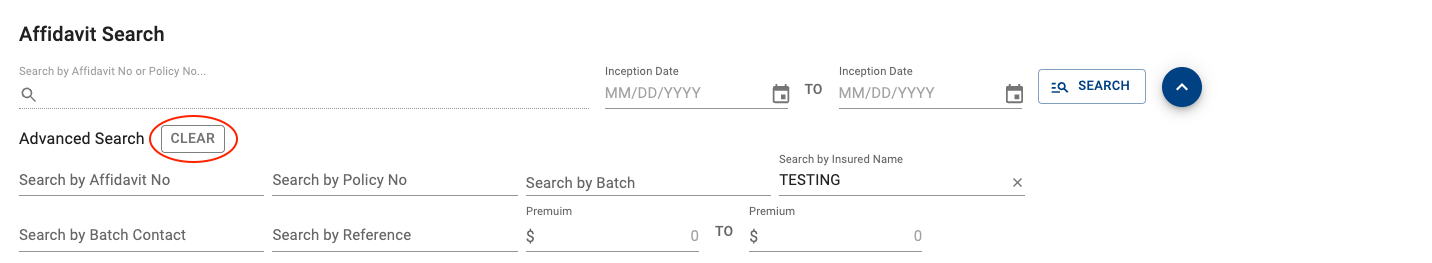 Affidavit Search
Search by Affidavit No or Policy No...
Inception Date
MM/DD/YYYY
TO
Inception Date
MM/DD/YYYY
SEARCH
Advanced Search
CLEAR
Search by Affidavit No
Search by Policy No
Search by Batch
Search by Insured Name
TESTING
Search by Batch Contact
Search by Reference
Premuim
$ 0
TO
Premium
$ 0